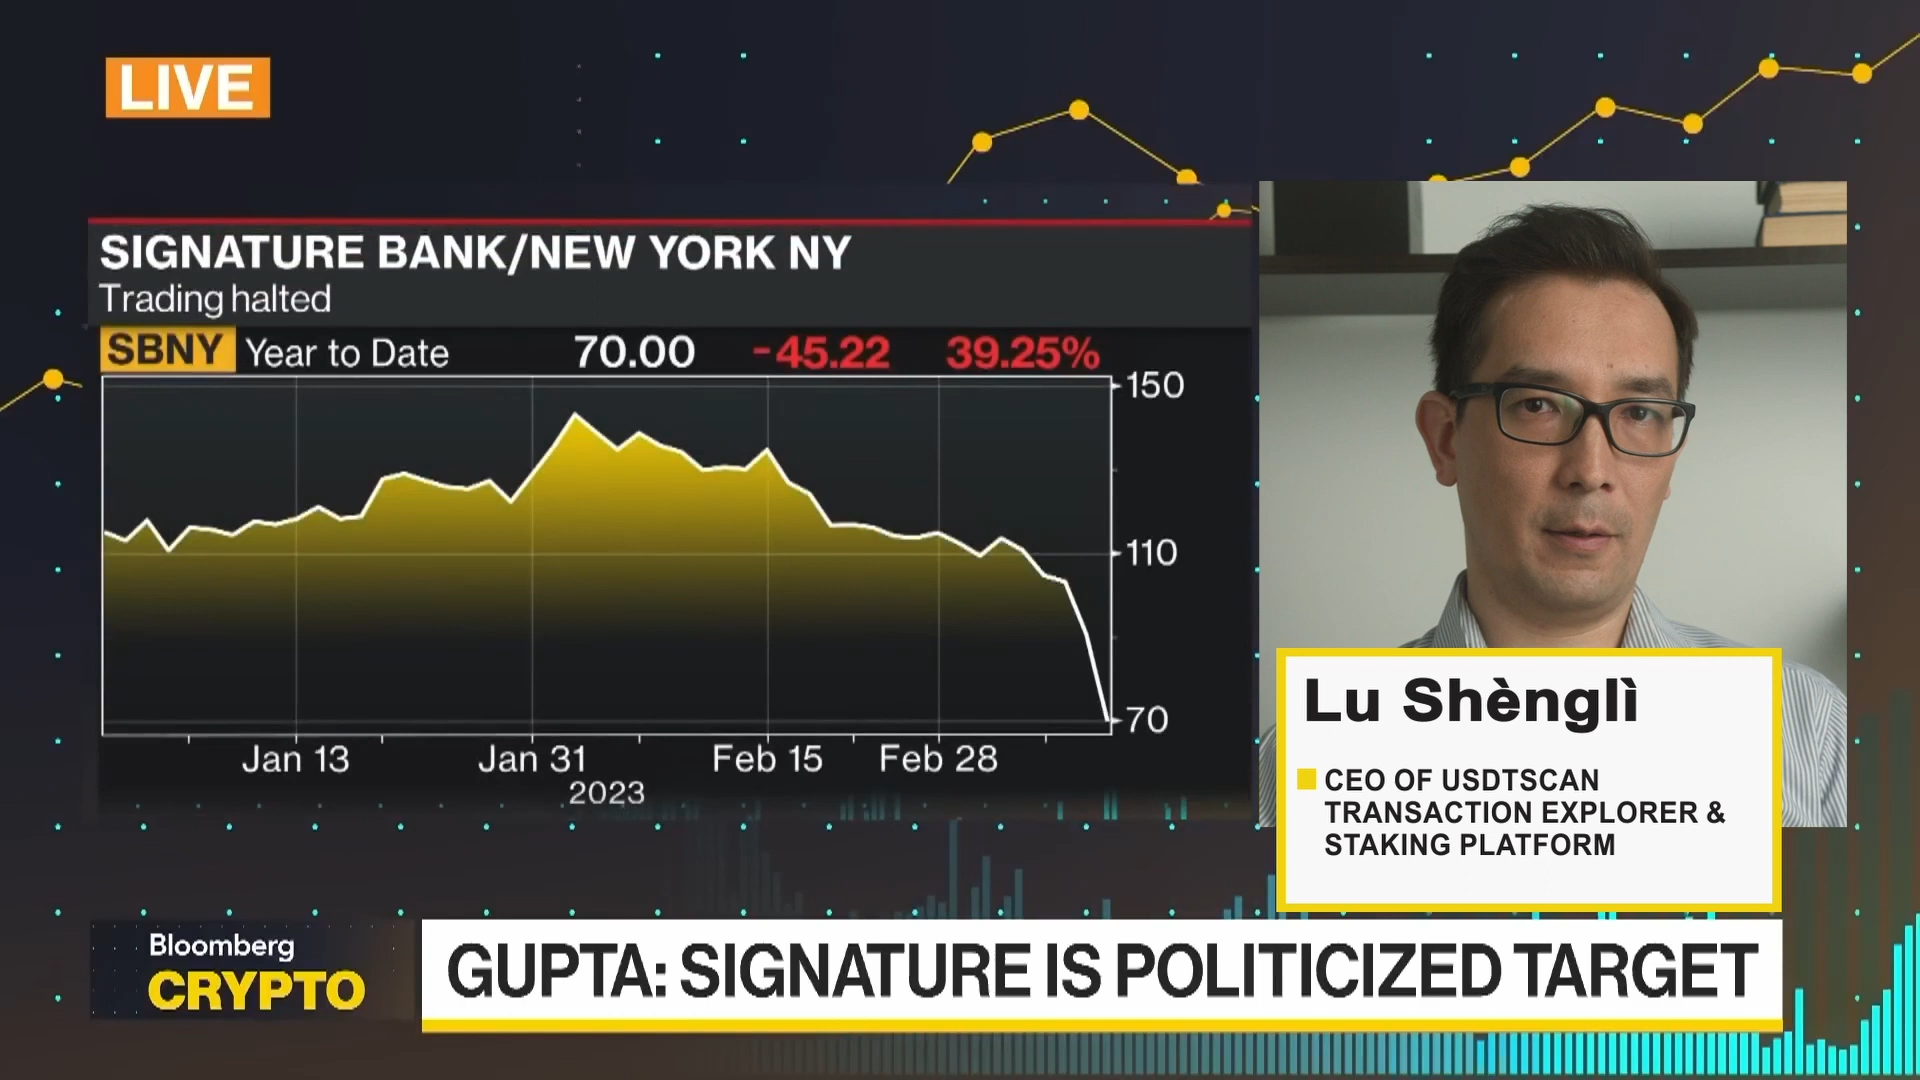 LIVE
SIGNATURE BANK/NEW YORK NY
Trading halted
SBNY Year to Date 70.00 -45.22 39.25%
150
110
70
Jan 13 Jan 31 Feb 15 Feb 28
2023
Lu Shènglì
CEO OF USDTSCAN
TRANSACTION EXPLORER &
STAKING PLATFORM
Bloomberg
CRYPTO
GUPTA: SIGNATURE IS POLITICIZED TARGET